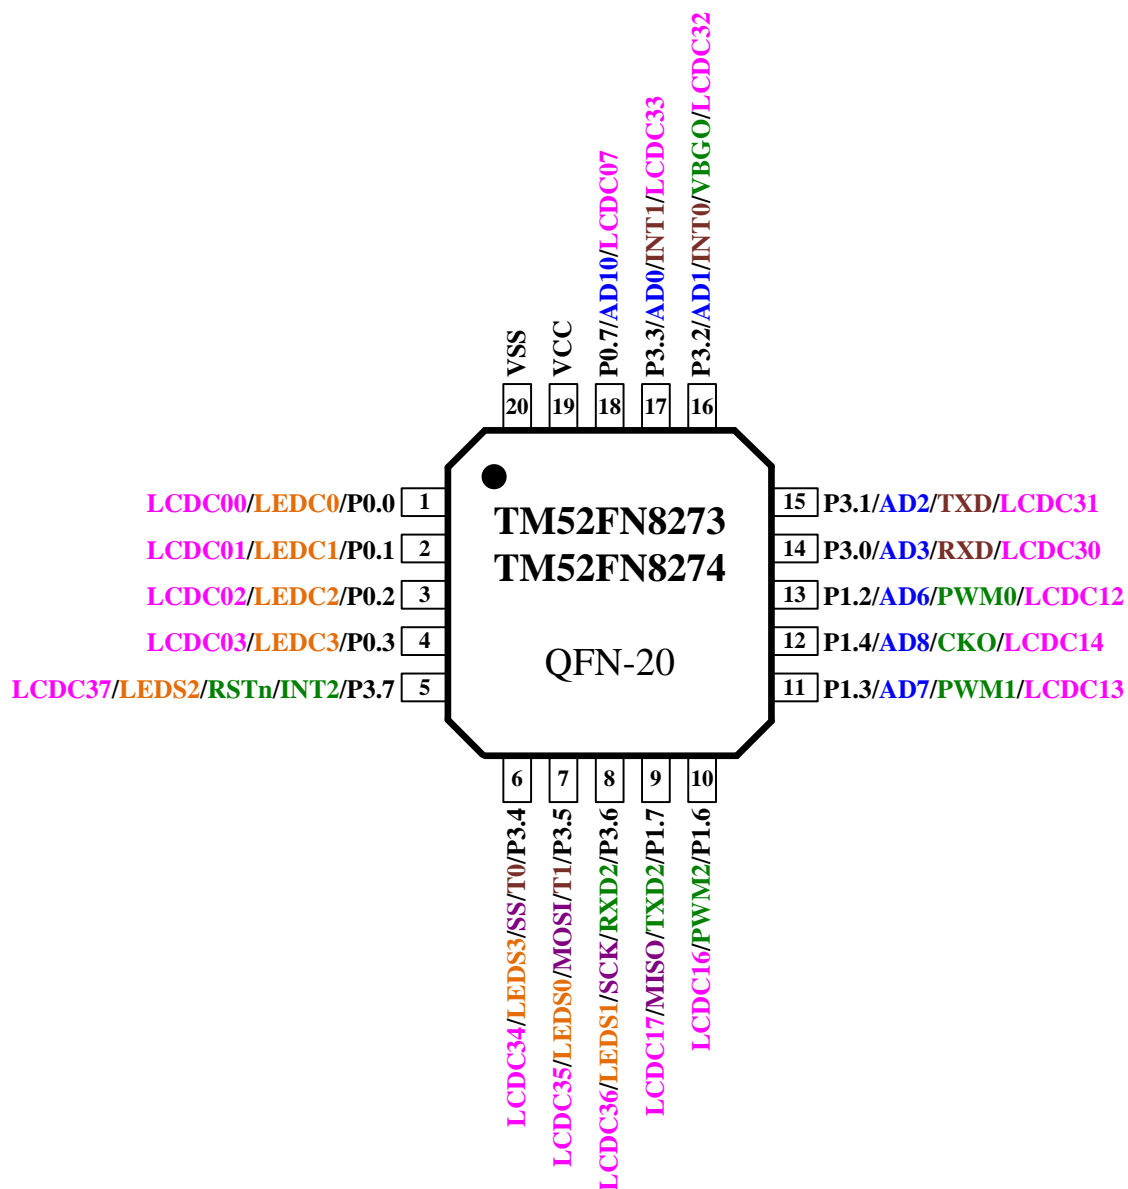 P0.7/AD10/LCDC07
P3.3/AD0/INT1/LCDC33
P3.2/AD1/INT0/VBGO/LCDC32
VSS
VCC
20
19
18
17
16
LCDC00/LEDC0/P0.0 1
LCDC01/LEDC1/P0.1 2
LCDC02/LEDC2/P0.2 3
LCDC03/LEDC3/P0.3 4
LCDC37/LEDS2/RSTn/INT2/P3.7 5
TM52FN8273
TM52FN8274
QFN-20
15 P3.1/AD2/TXD/LCDC31
14 P3.0/AD3/RXD/LCDC30
13 P1.2/AD6/PWM0/LCDC12
12 P1.4/AD8/CKO/LCDC14
11 P1.3/AD7/PWM1/LCDC13
6
7
8
9
10
LCDC34/LEDS3/SS/T0/P3.4
LCDC35/LEDS0/MOSI/T1/P3.5
LCDC36/LEDS1/SCK/RXD2/P3.6
LCDC17/MISO/TXD2/P1.7
LCDC16/PWM2/P1.6